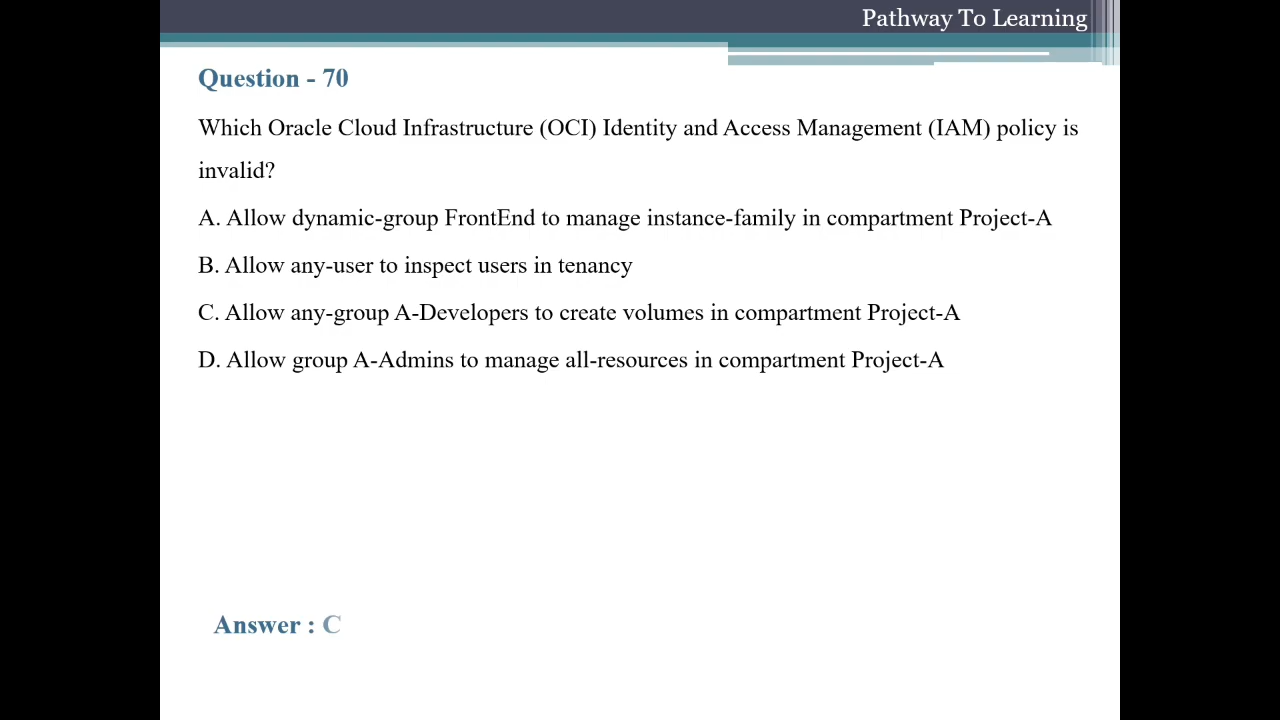 Pathway To Learning
Question - 70
Which Oracle Cloud Infrastructure (OCI) Identity and Access Management (IAM) policy is
invalid?
A. Allow dynamic-group FrontEnd to manage instance-family in compartment Project-A
B. Allow any-user to inspect users in tenancy
C. Allow any-group A-Developers to create volumes in compartment Project-A
D. Allow group A-Admins to manage all-resources in compartment Project-A
Answer : C